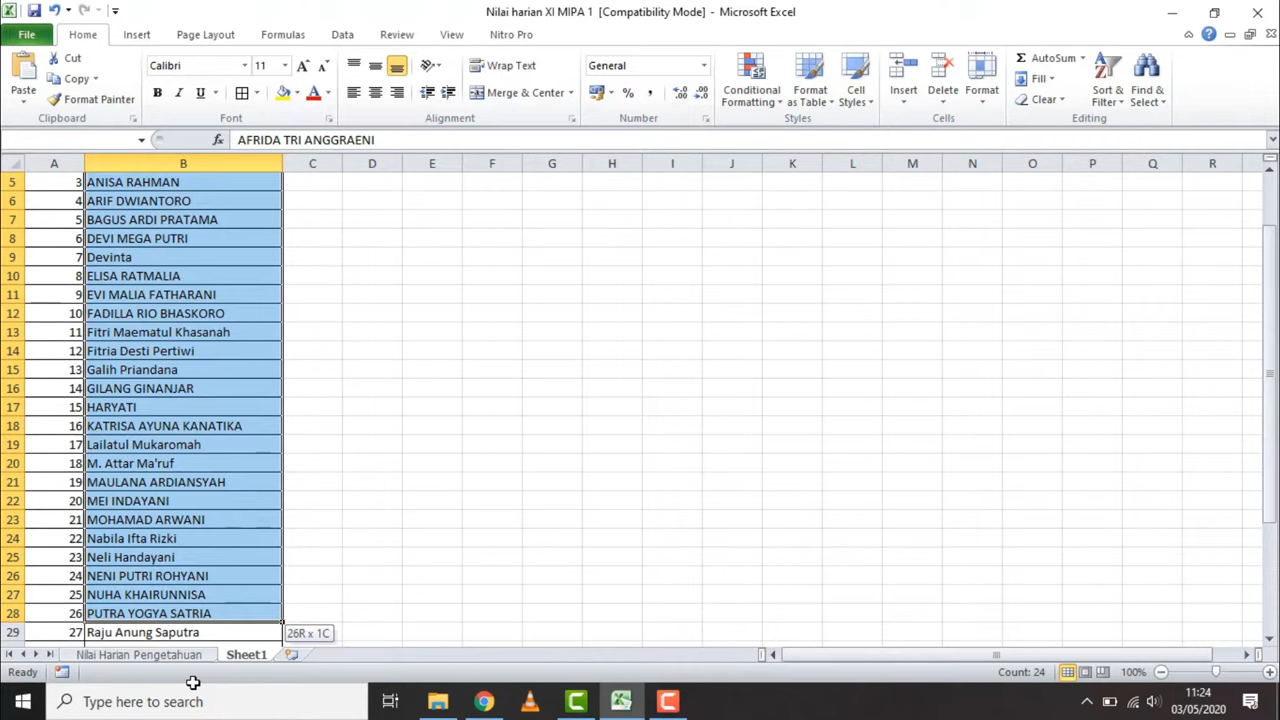 Nilai harian XI MIPA 1  [Compatibility Mode]  -  Microsoft Excel
File Home Insert Page Layout Formulas Data Review View Nitro Pro
Paste Cut Copy Format Painter Clipboard
Calibri 11 B I U A Font
Wrap Text Merge & Center Alignment
General % , Number
Conditional Formatting Format as Table Cell Styles Styles
Insert Delete Format Cells
AutoSum Fill Clear Sort & Filter Find & Select Editing
fx AFRIDA TRI ANGGRAENI
A B C D E F G H I J K L M N O P Q R
5 3 ANISA RAHMAN
6 4 ARIF DWIANTORO
7 5 BAGUS ARDI PRATAMA
8 6 DEVI MEGA PUTRI
9 7 Devinta
10 8 ELISA RATMALIA
11 9 EVI MALIA FATHARANI
12 10 FADILLA RIO BHASKORO
13 11 Fitri Maematul Khasanah
14 12 Fitria Desti Pertiwi
15 13 Galih Priandana
16 14 GILANG GINANJAR
17 15 HARYATI
18 16 KATRISA AYUNA KANATIKA
19 17 Lailatul Mukaromah
20 18 M. Attar Ma'ruf
21 19 MAULANA ARDIANSYAH
22 20 MEI INDAYANI
23 21 MOHAMAD ARWANI
24 22 Nabila Ifta Rizki
25 23 Neli Handayani
26 24 NENI PUTRI ROHYANI
27 25 NUHA KHAIRUNNISA
28 26 PUTRA YOGYA SATRIA
29 27 Raju Anung Saputra
26R x 1C
Nilai Harian Pengetahuan Sheet1
Ready Count: 24 100%
Type here to search
11:24
03/05/2020